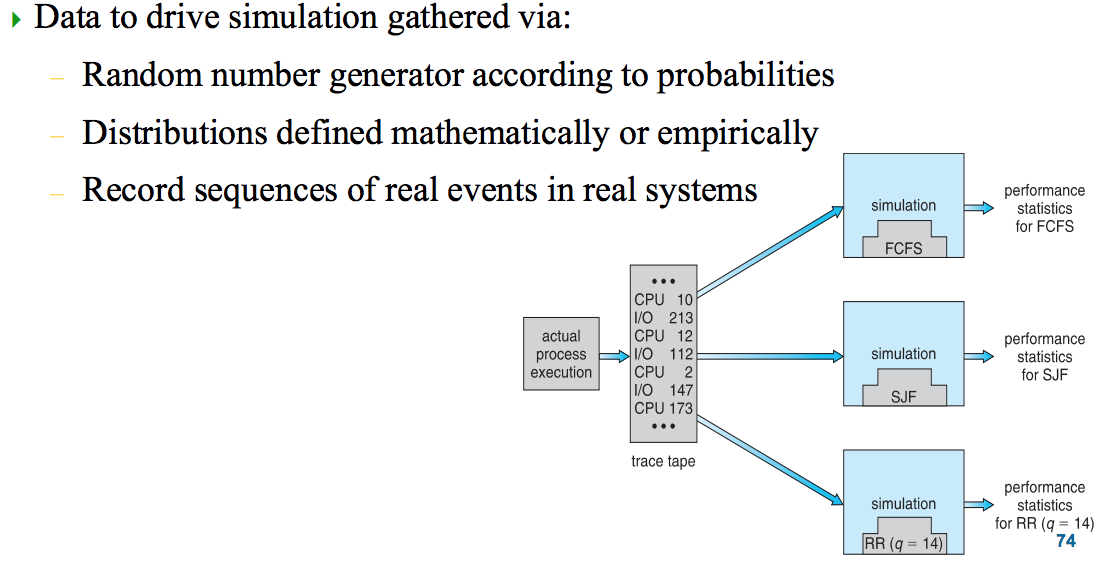 Data to drive simulation gathered via:
– Random number generator according to probabilities
– Distributions defined mathematically or empirically
– Record sequences of real events in real systems
actual
process
execution
• • •
CPU 10
I/O 213
CPU 12
I/O 112
CPU 2
I/O 147
CPU 173
• • •
trace tape
simulation
FCFS
performance
statistics
for FCFS
simulation
SJF
performance
statistics
for SJF
simulation
RR (q = 14)
performance
statistics
for RR (q = 14)
74